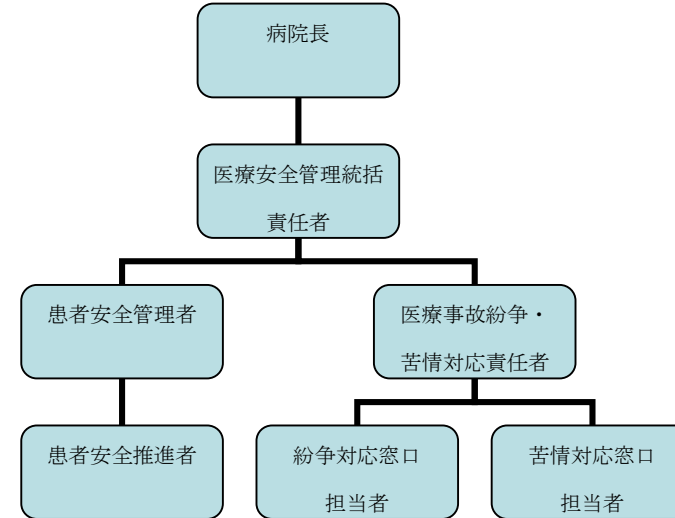 病院長
医療安全管理統括
責任者
患者安全管理者
医療事故紛争・
苦情対応責任者
患者安全推進者
紛争対応窓口
担当者
苦情対応窓口
担当者